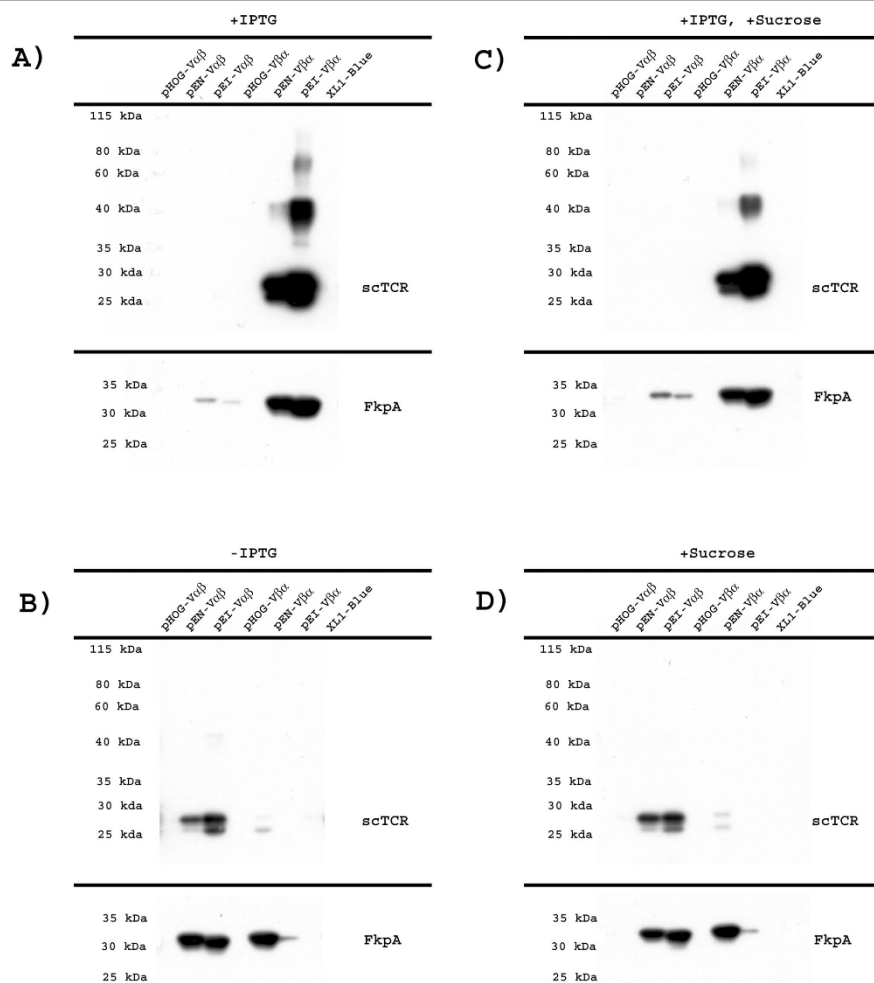 +IPTG
A)
pHOG-Vαβ
pEN-Vαβ
pEI-Vαβ
pHOG-Vβα
pEN-Vβα
pEI-Vβα
XL1-Blue
115 kDa
80 kDa
60 kDa
40 kDa
35 kDa
30 kda
25 kda
scTCR
35 kDa
30 kDa
25 kDa
FkpA
+IPTG, +Sucrose
C)
pHOG-Vαβ
pEN-Vαβ
pEI-Vαβ
pHOG-Vβα
pEN-Vβα
pEI-Vβα
XL1-Blue
115 kDa
80 kDa
60 kDa
40 kDa
35 kDa
30 kDa
25 kda
scTCR
35 kDa
30 kDa
25 kDa
FkpA
-IPTG
B)
pHOG-Vαβ
pEN-Vαβ
pEI-Vαβ
pHOG-Vβα
pEN-Vβα
pEI-Vβα
XL1-Blue
115 kDa
80 kDa
60 kDa
40 kDa
35 kDa
30 kDa
25 kda
scTCR
35 kDa
30 kDa
25 kDa
FkpA
+Sucrose
D)
pHOG-Vαβ
pEN-Vαβ
pEI-Vαβ
pHOG-Vβα
pEN-Vβα
pEI-Vβα
XL1-Blue
115 kDa
80 kDa
60 kDa
40 kDa
35 kDa
30 kDa
25 kDa
scTCR
35 kDa
30 kDa
25 kDa
FkpA